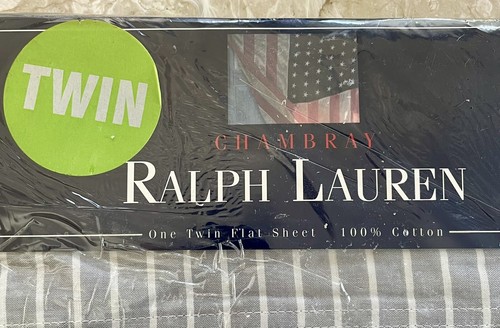 TWIN
CHAMBRAY
RALPH LAUREN
One Twin Flat Sheet 100% Cotton